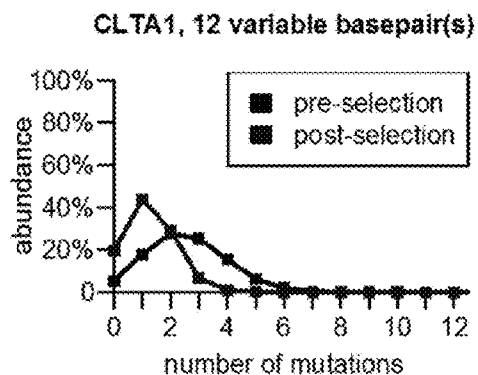 CLTA1, 12 variable basepair(s)
100%
80%
60%
40%
20%
0
abundance
pre-selection
post-selection
0 2 4 6 8 10 12
number of mutations